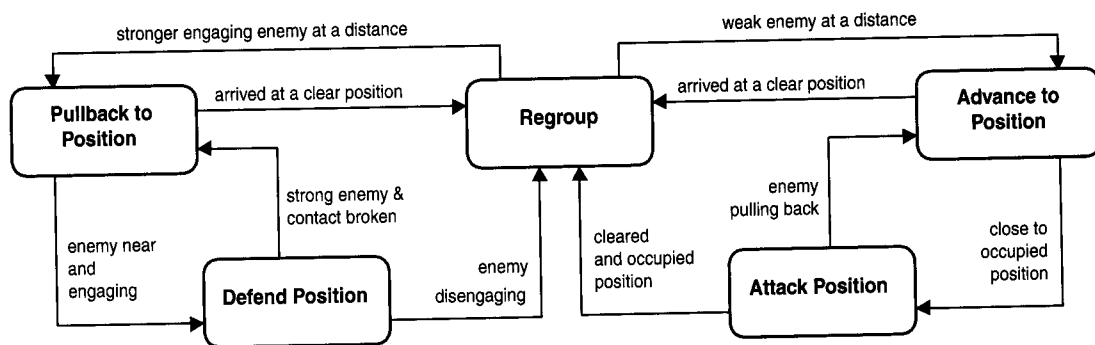 stronger engaging enemy at a distance
weak enemy at a distance
Pullback to
Position
arrived at a clear position
Regroup
arrived at a clear position
Advance to
Position
strong enemy &
contact broken
enemy
pulling back
enemy near
and
engaging
Defend Position
enemy
disengaging
cleared
and occupied
position
Attack Position
close to
occupied
position